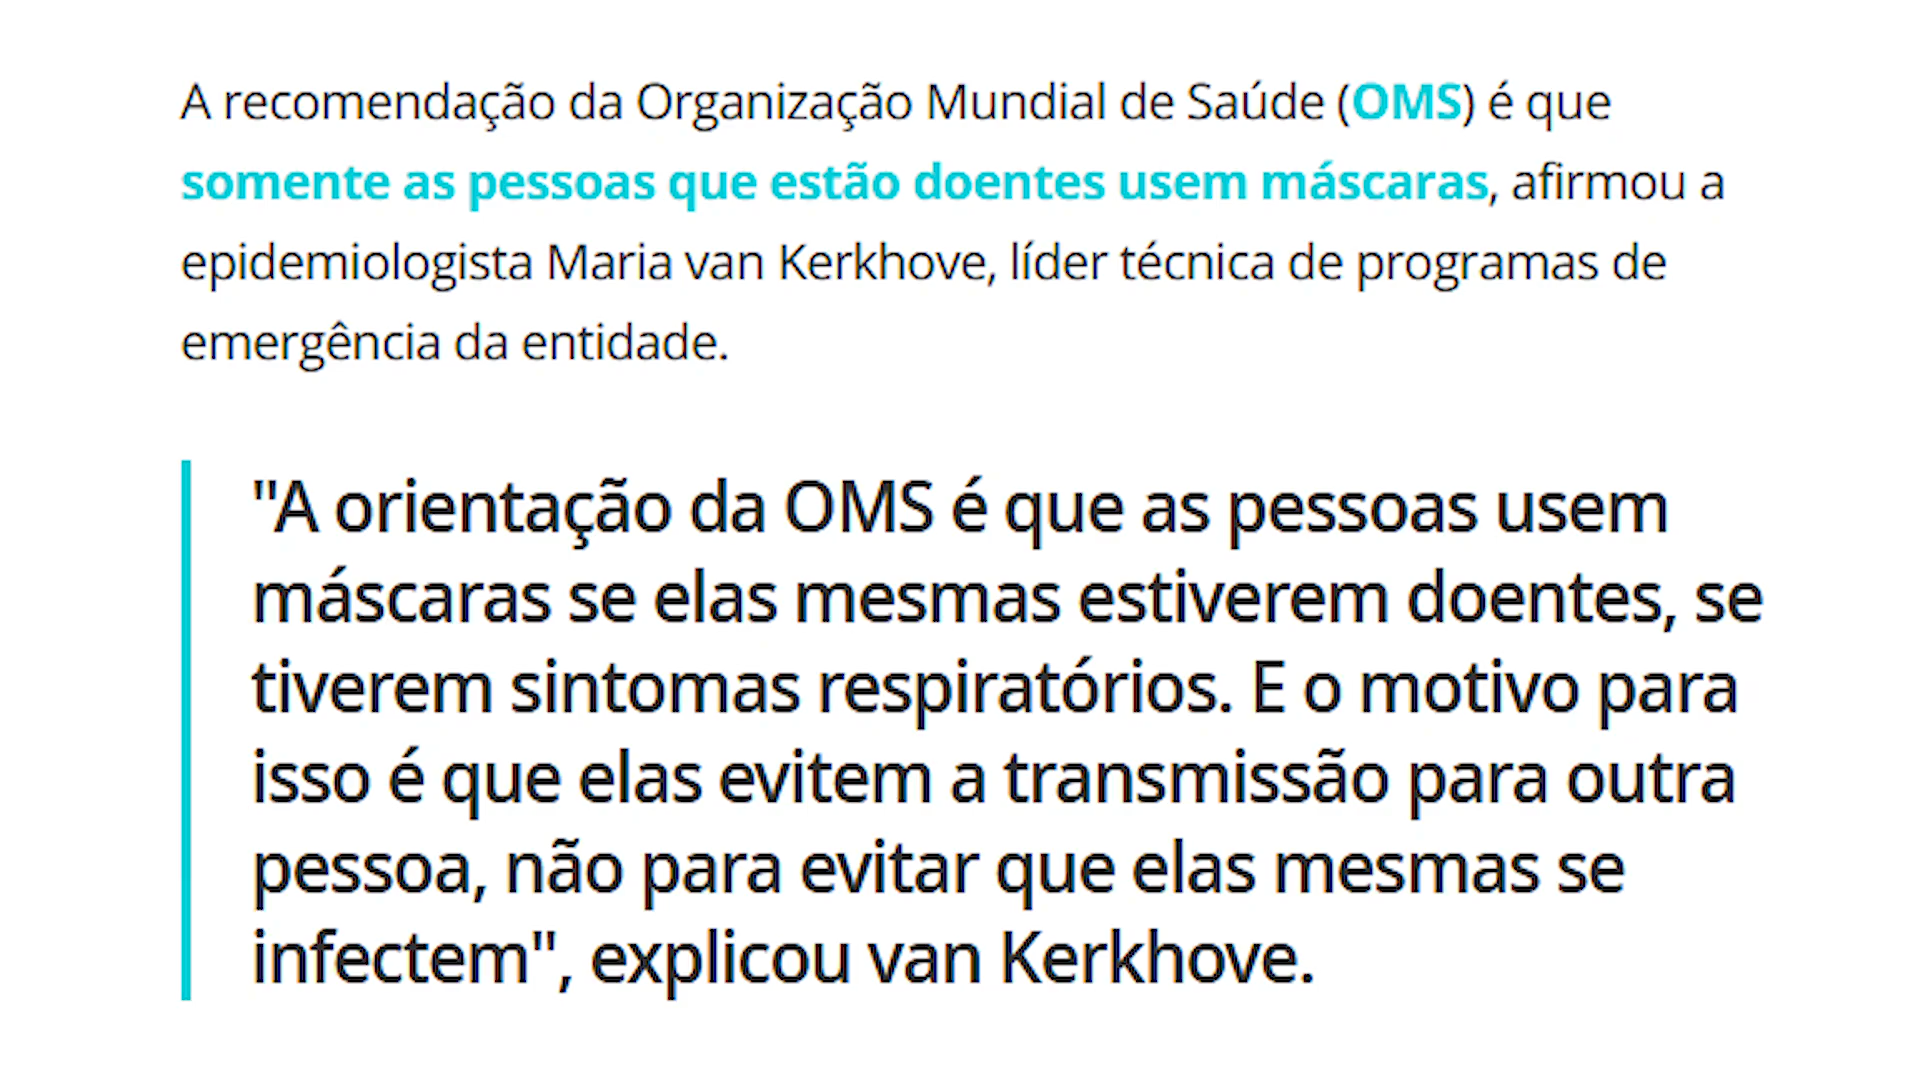 A recomendação da Organização Mundial de Saúde (OMS) é que
somente as pessoas que estão doentes usem máscaras, afirmou a
epidemiologista Maria van Kerkhove, líder técnica de programas de
emergência da entidade.
"A orientação da OMS é que as pessoas usem
máscaras se elas mesmas estiverem doentes, se
tiverem sintomas respiratórios. E o motivo para
isso é que elas evitem a transmissão para outra
pessoa, não para evitar que elas mesmas se
infectem", explicou van Kerkhove.